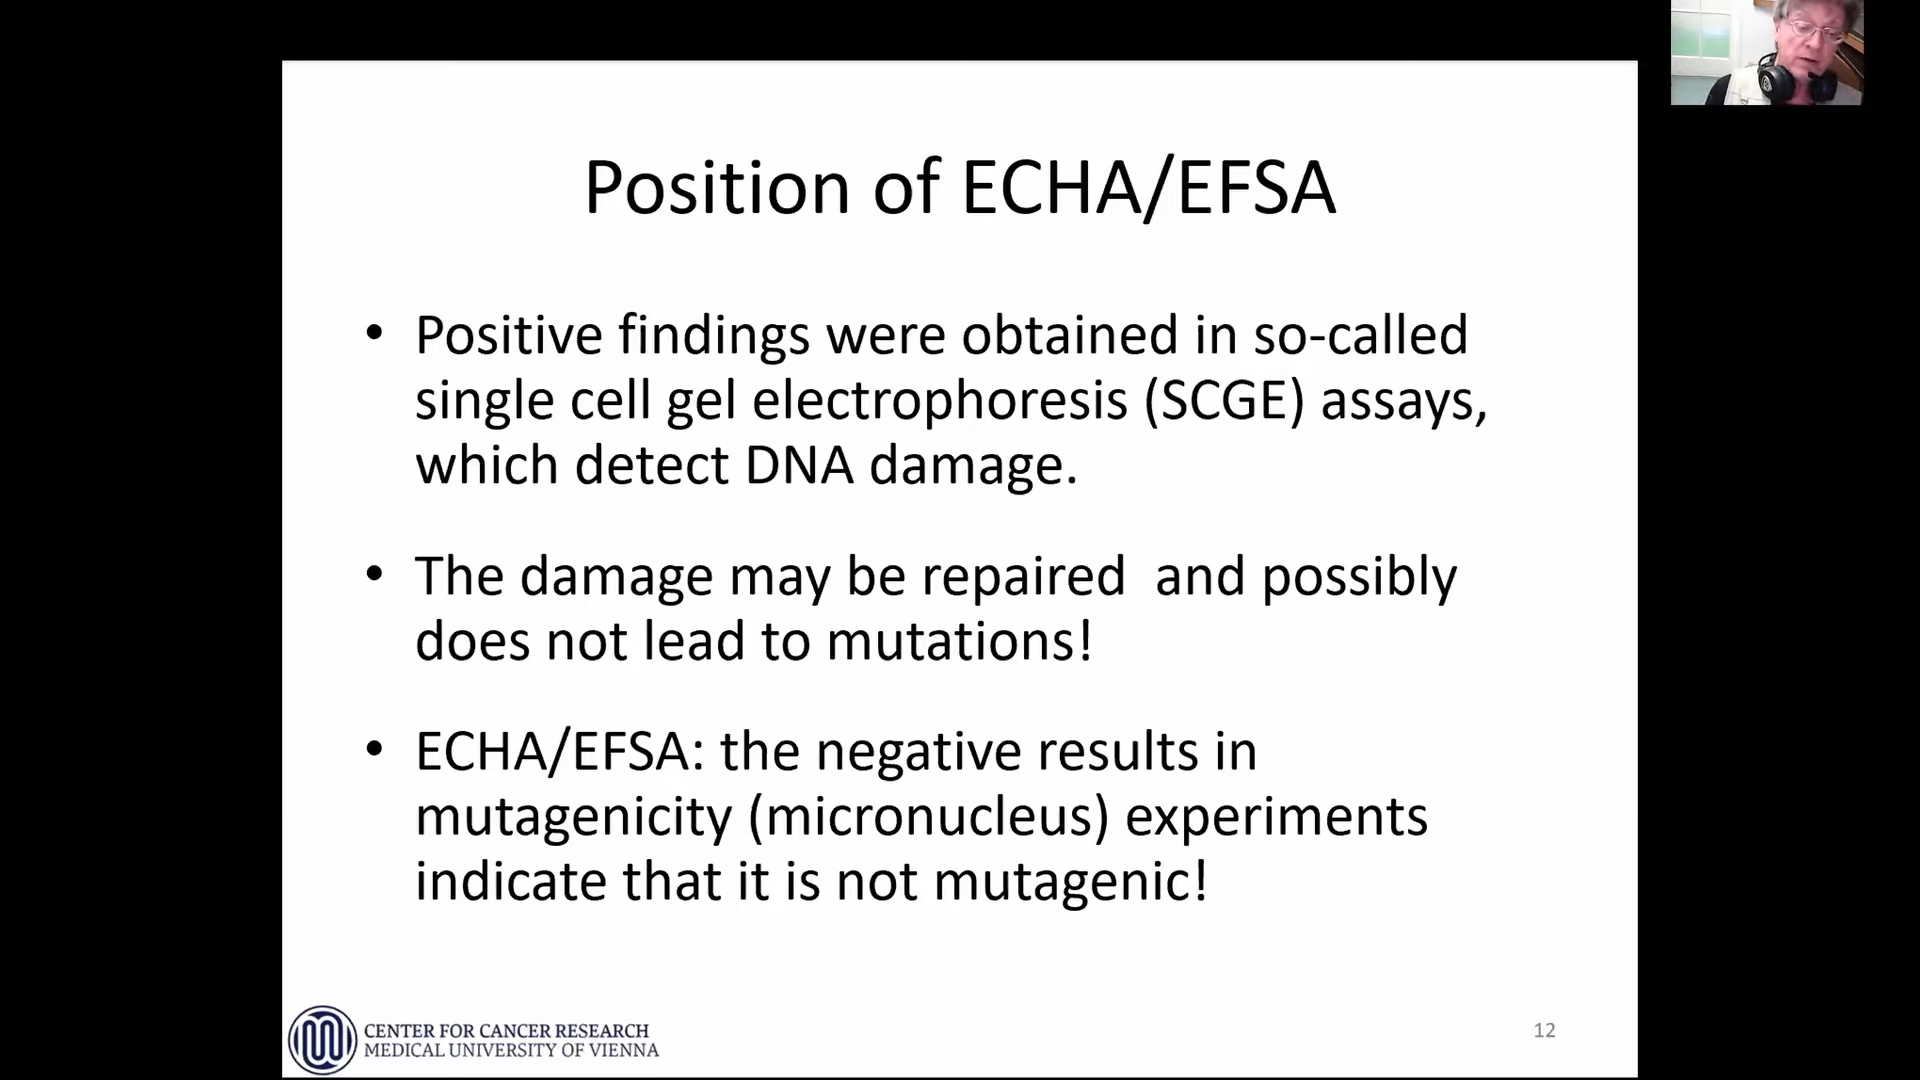 Position of ECHA/EFSA
• Positive findings were obtained in so-called
single cell gel electrophoresis (SCGE) assays,
which detect DNA damage.
• The damage may be repaired  and possibly
does not lead to mutations!
• ECHA/EFSA: the negative results in
mutagenicity (micronucleus) experiments
indicate that it is not mutagenic!
CENTER FOR CANCER RESEARCH
MEDICAL UNIVERSITY OF VIENNA
12